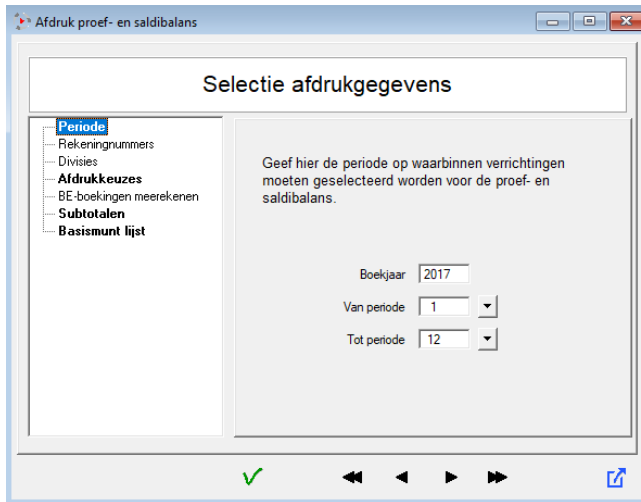 Afdruk proef- en saldibalans
Selectie afdrukgegevens
Periode
Rekeningnummers
Divisies
Afdrukkeuzes
BE-boekingen meerekenen
Subtotalen
Basismunt lijst
Geef hier de periode op waarbinnen verrichtingen
moeten geselecteerd worden voor de proef- en
saldibalans.
Boekjaar 2017
Van periode 1
Tot periode 12